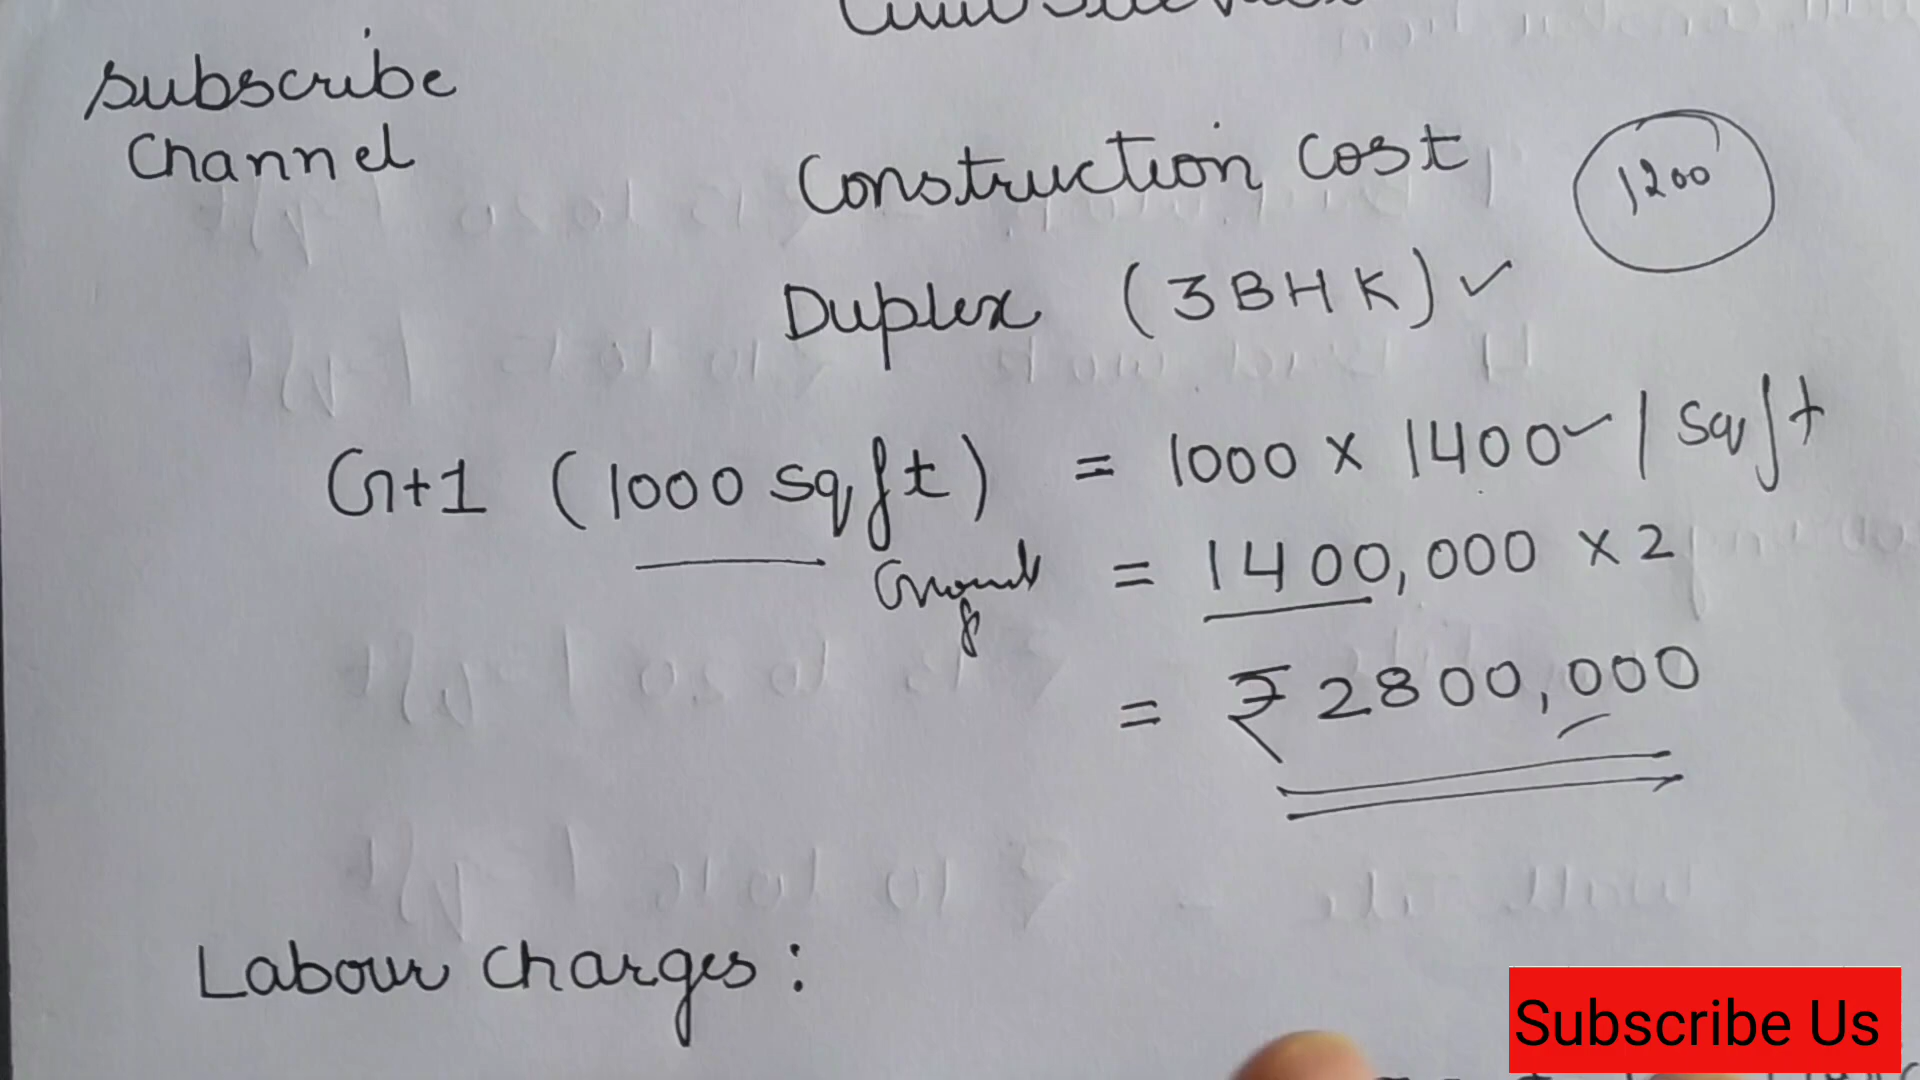 Subscribe
Channel
Construction Cost
1200
Duplex (3BHK) ✓
G+1 (1000 sqft) = 1000 x 1400 / Sqft
Ground = 1400,000 x 2
= ₹ 2800,000
Labour Charges:
Subscribe Us